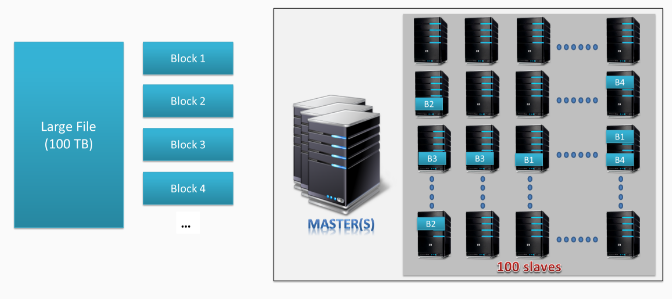 Large File
(100 TB)
Block 1
Block 2
Block 3
Block 4
...
MASTER(S)
B2
B4
B3
B3
B1
B1
B4
B2
100 slaves